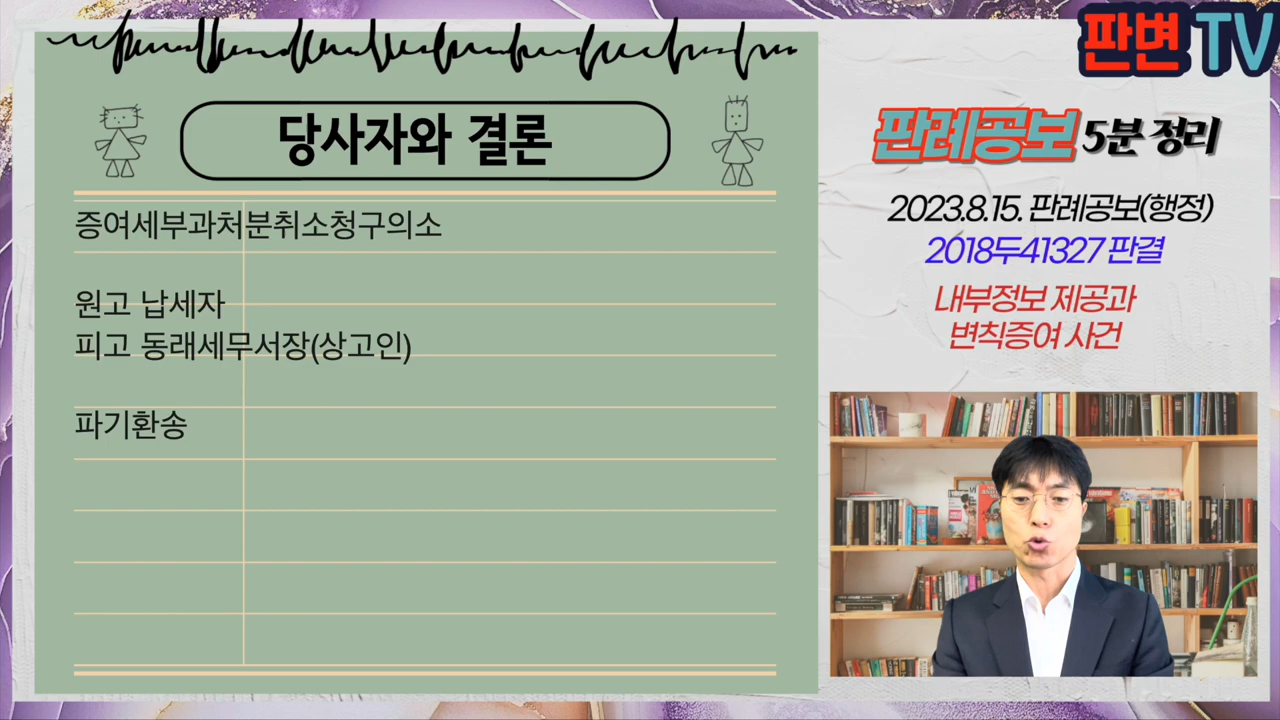 판변 TV
당사자와 결론
증여세부과처분취소청구의소
원고 납세자
피고 동래세무서장(상고인)
파기환송
판례공보 5분 정리
2023.8.15. 판례공보(행정)
2018두41327 판결
내부정보 제공과
변칙증여 사건